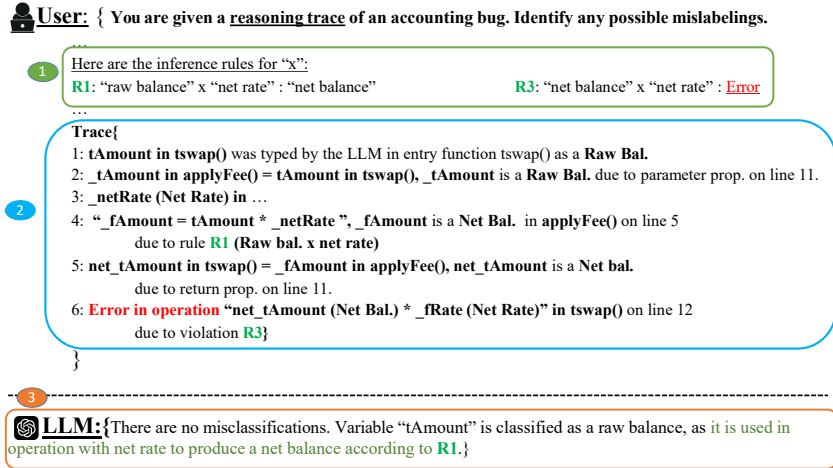 User: { You are given a reasoning trace of an accounting bug. Identify any possible mislabelings.
...
1
Here are the inference rules for “x”:
R1: “raw balance” x “net rate” : “net balance” R3: “net balance” x “net rate” : Error
...
2
Trace{
1: tAmount in tswap() was typed by the LLM in entry function tswap() as a Raw Bal.
2: _tAmount in applyFee() = tAmount in tswap(), _tAmount is a Raw Bal. due to parameter prop. on line 11.
3: _netRate (Net Rate) in …
4: “_fAmount = tAmount * _netRate ”, _fAmount is a Net Bal. in applyFee() on line 5
due to rule R1 (Raw bal. x net rate)
5: net_tAmount in tswap() = _fAmount in applyFee(), net_tAmount is a Net bal.
due to return prop. on line 11.
6: Error in operation “net_tAmount (Net Bal.) * _fRate (Net Rate)” in tswap() on line 12
due to violation R3}
}
3
LLM:{There are no misclassifications. Variable “tAmount” is classified as a raw balance, as it is used in
operation with net rate to produce a net balance according to R1.}